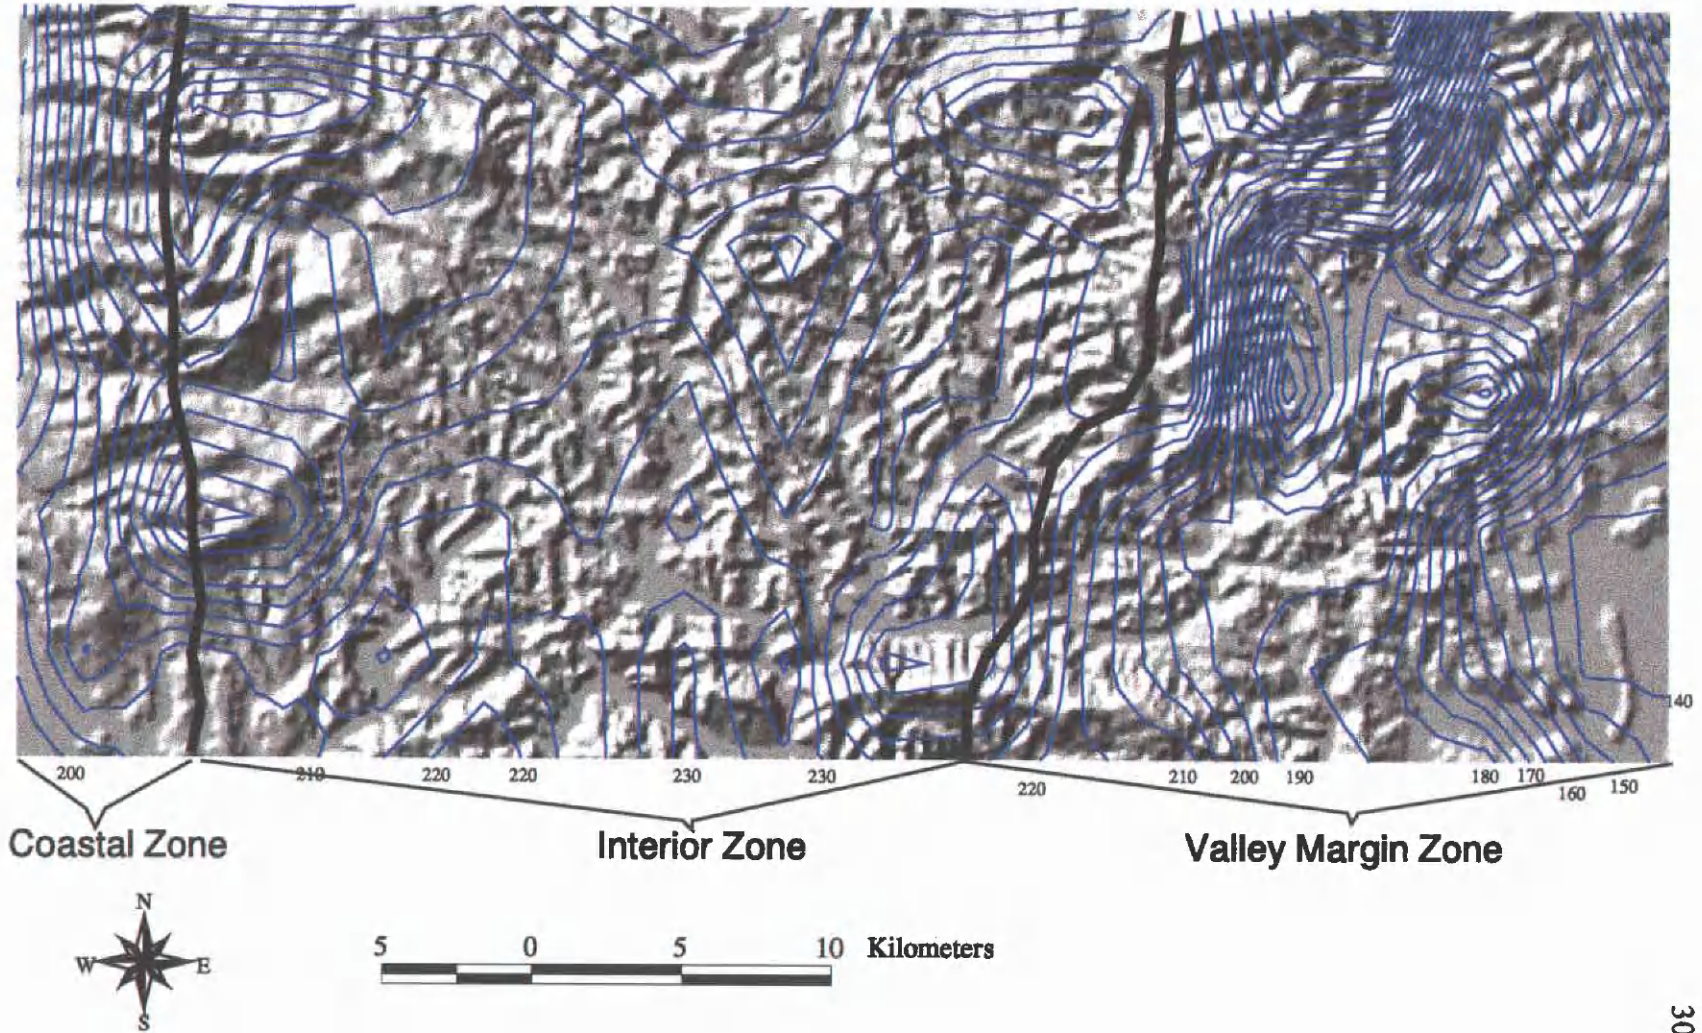 140
200 210 220 220 230 230 220 210 200 190 180 170 160 150
Coastal Zone Interior Zone Valley Margin Zone
N
W E
S
5 0 5 10 Kilometers
30